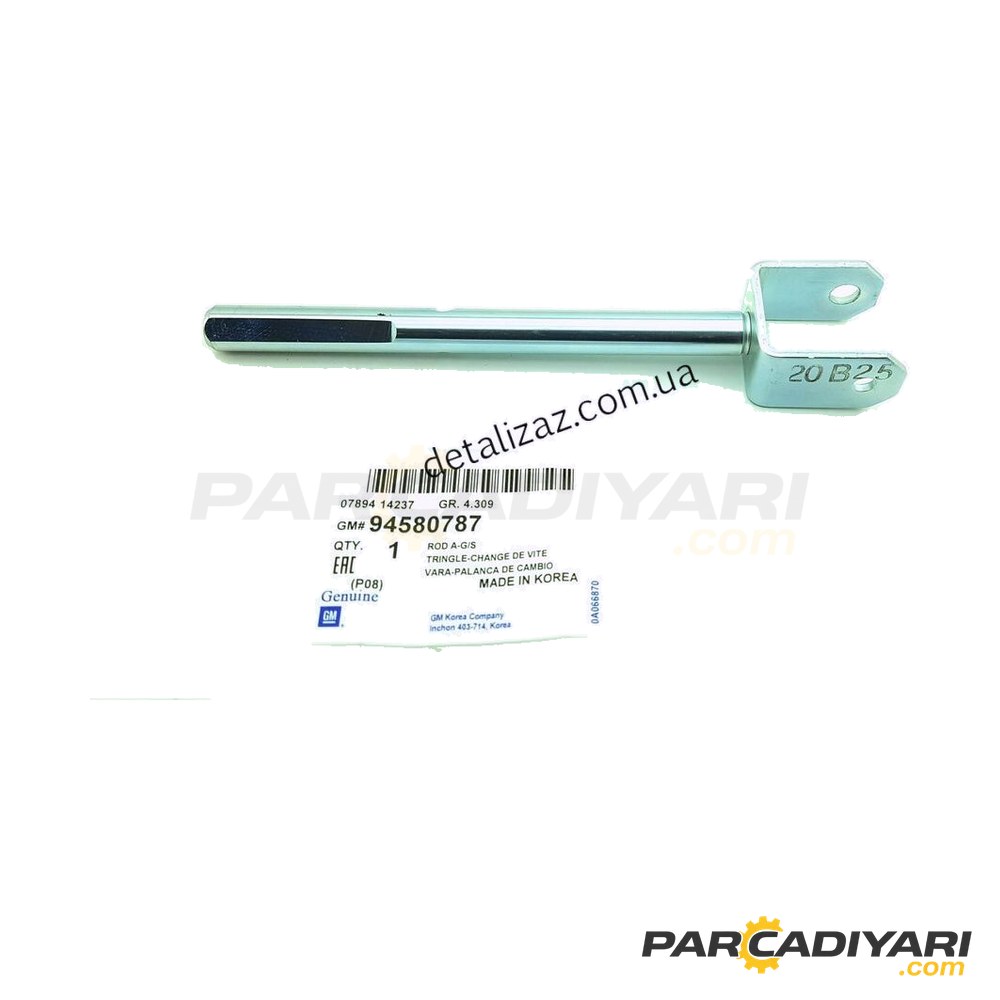 20 B25
detalizaz.com.ua
PARCADIYARI
.com
07894 14237 GR. 4.309
GM# 94580787
QTY. 1 ROD A-G/S
TRINGLE-CHANGE DE VITE
VARA-PALANCA DE CAMBIO
EAC
(P08) MADE IN KOREA
Genuine
GM
GM Korea Company
Inchon 403-714, Korea
0A066870
PARCADIYARI
.com